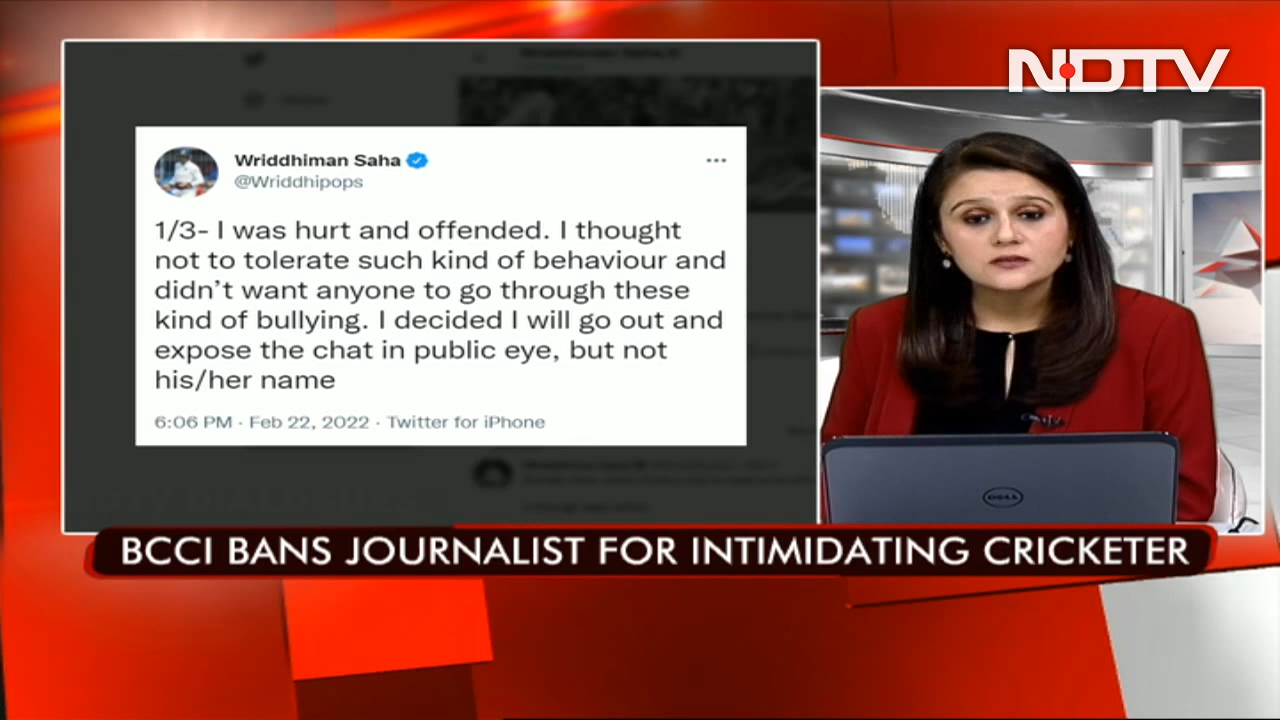 NDTV
Wriddhiman Saha
@Wriddhipops
1/3- I was hurt and offended. I thought
not to tolerate such kind of behaviour and
didn't want anyone to go through these
kind of bullying. I decided I will go out and
expose the chat in public eye, but not
his/her name
6:06 PM · Feb 22, 2022 · Twitter for iPhone
DELL
BCCI BANS JOURNALIST FOR INTIMIDATING CRICKETER